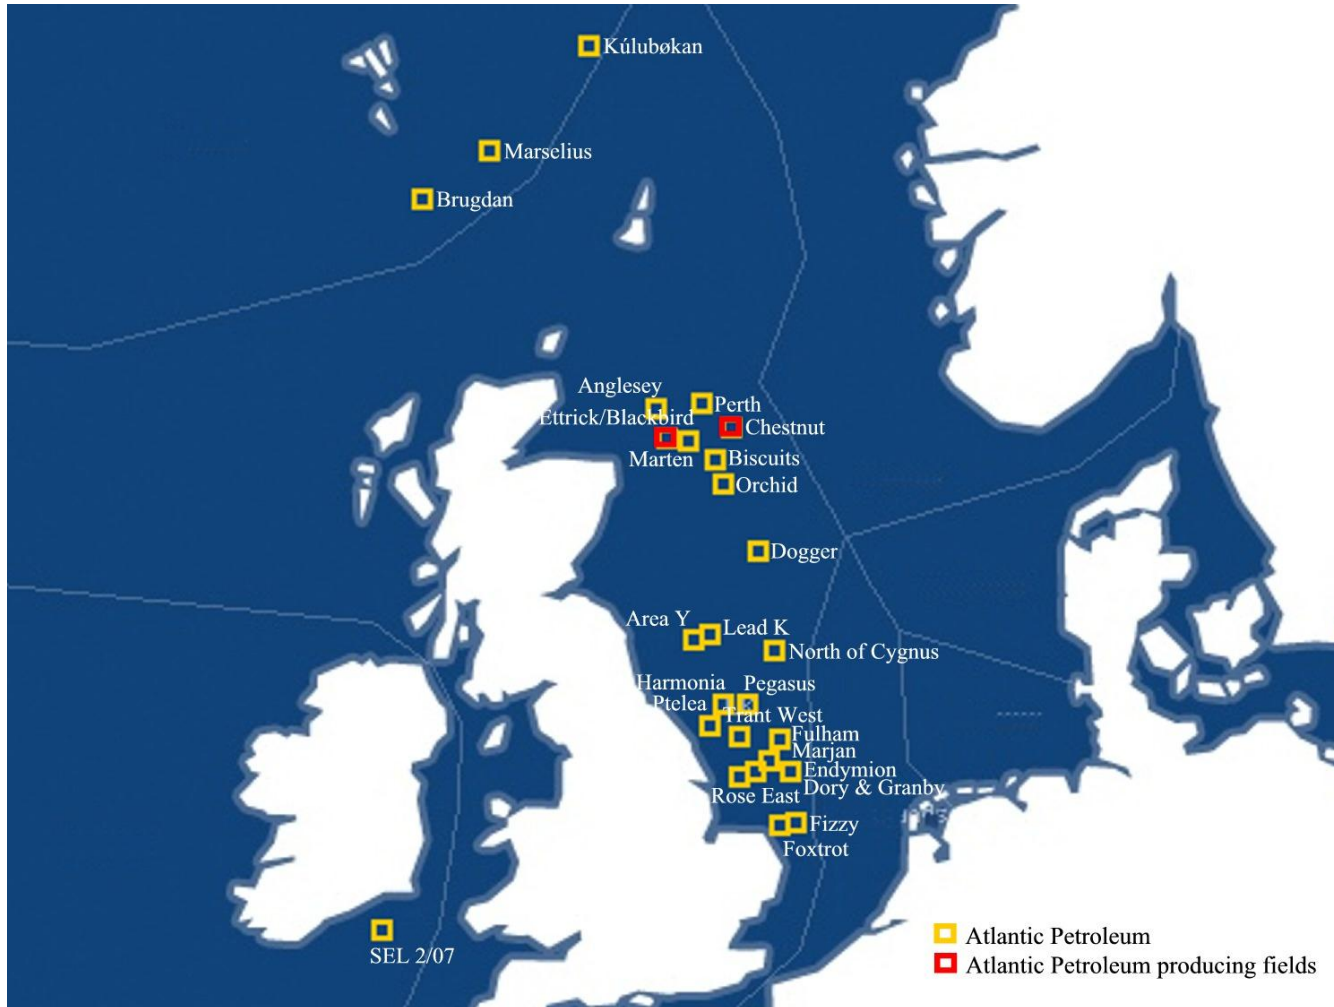 Kúlubøkan
Marselius
Brugdan
Anglesey
Perth
Ettrick/Blackbird
Chestnut
Marten
Biscuits
Orchid
Dogger
Area Y
Lead K
North of Cygnus
Harmonia
Pegasus
Ptelea
Trant West
Fulham
Marjan
Endymion
Dory & Granby
Rose East
Fizzy
Foxtrot
SEL 2/07
Atlantic Petroleum
Atlantic Petroleum producing fields